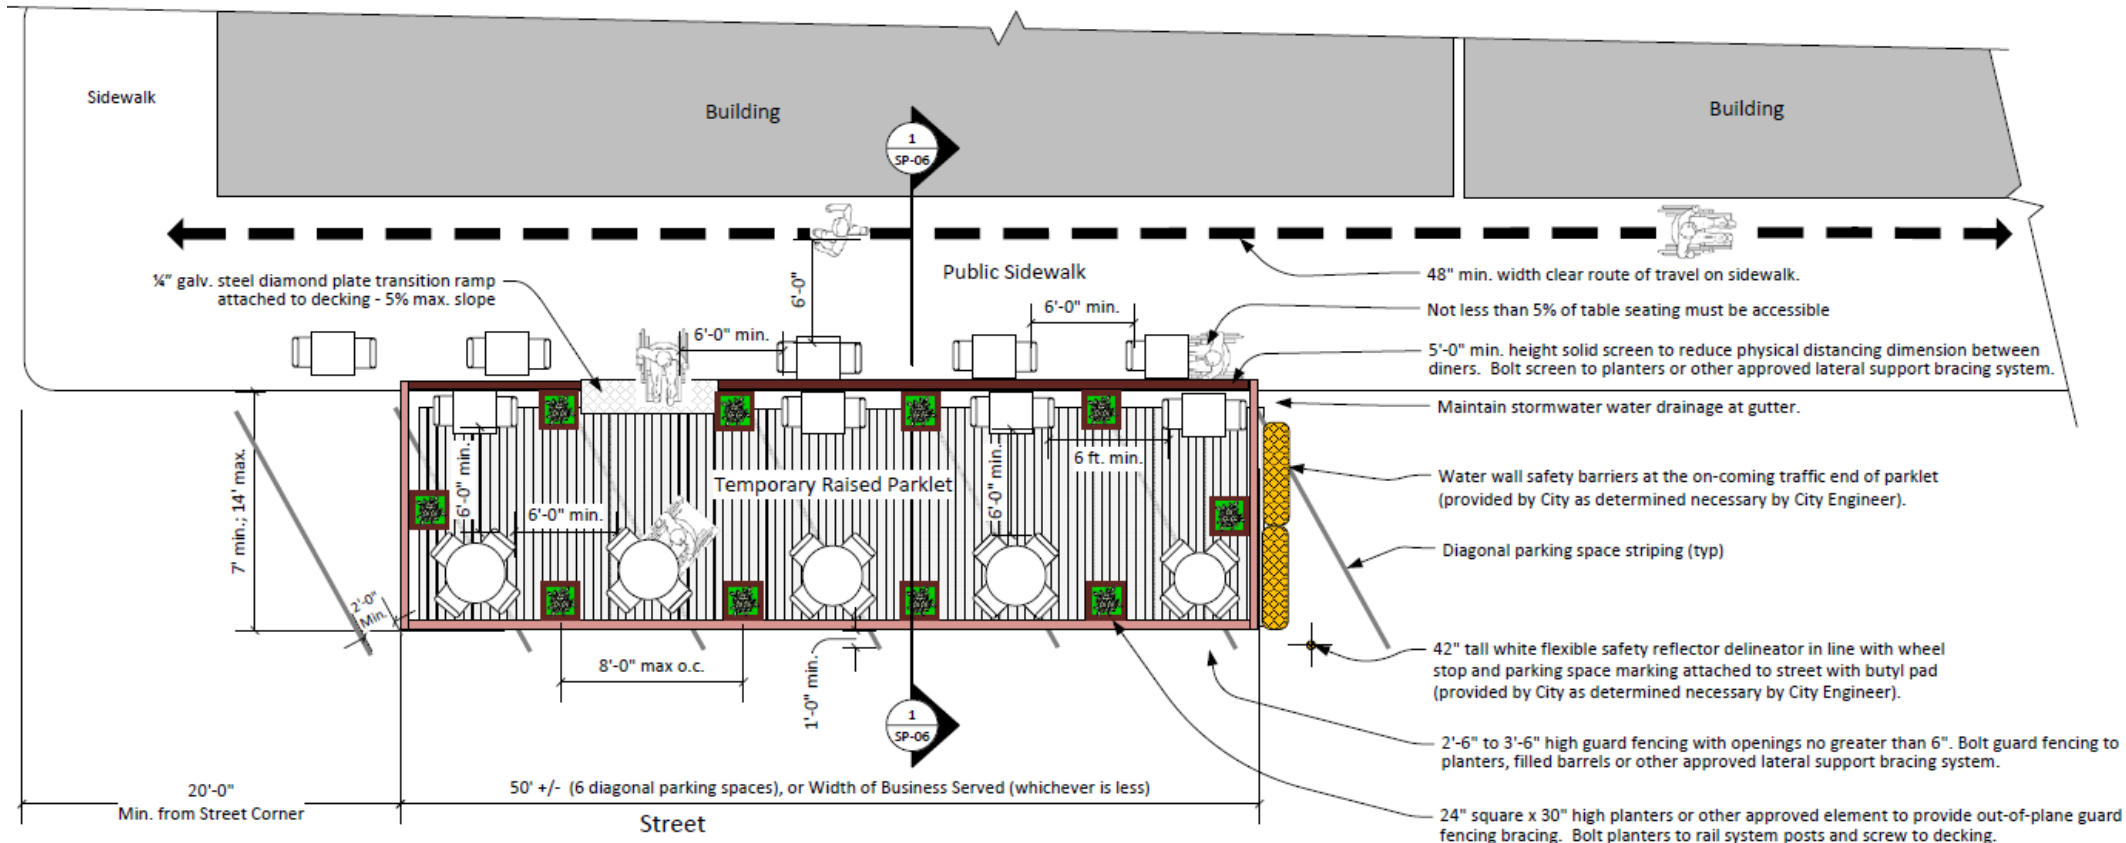 Sidewalk
Building
Building
1
SP-06
Public Sidewalk
¼" galv. steel diamond plate transition ramp
attached to decking - 5% max. slope
6'-0"
6'-0" min.
6'-0" min.
48" min. width clear route of travel on sidewalk.
Not less than 5% of table seating must be accessible
5'-0" min. height solid screen to reduce physical distancing dimension between
diners. Bolt screen to planters or other approved lateral support bracing system.
Maintain stormwater water drainage at gutter.
7' min.; 14' max.
6'-0" min.
6'-0" min.
Temporary Raised Parklet
6'-0" min.
6 ft. min.
Water wall safety barriers at the on-coming traffic end of parklet
(provided by City as determined necessary by City Engineer).
Diagonal parking space striping (typ)
2'-0"
Min.
8'-0" max o.c.
1'-0" min.
1
SP-06
42" tall white flexible safety reflector delineator in line with wheel
stop and parking space marking attached to street with butyl pad
(provided by City as determined necessary by City Engineer).
2'-6" to 3'-6" high guard fencing with openings no greater than 6". Bolt guard fencing to
planters, filled barrels or other approved lateral support bracing system.
20'-0"
Min. from Street Corner
50' +/- (6 diagonal parking spaces), or Width of Business Served (whichever is less)
Street
24" square x 30" high planters or other approved element to provide out-of-plane guard
fencing bracing. Bolt planters to rail system posts and screw to decking.